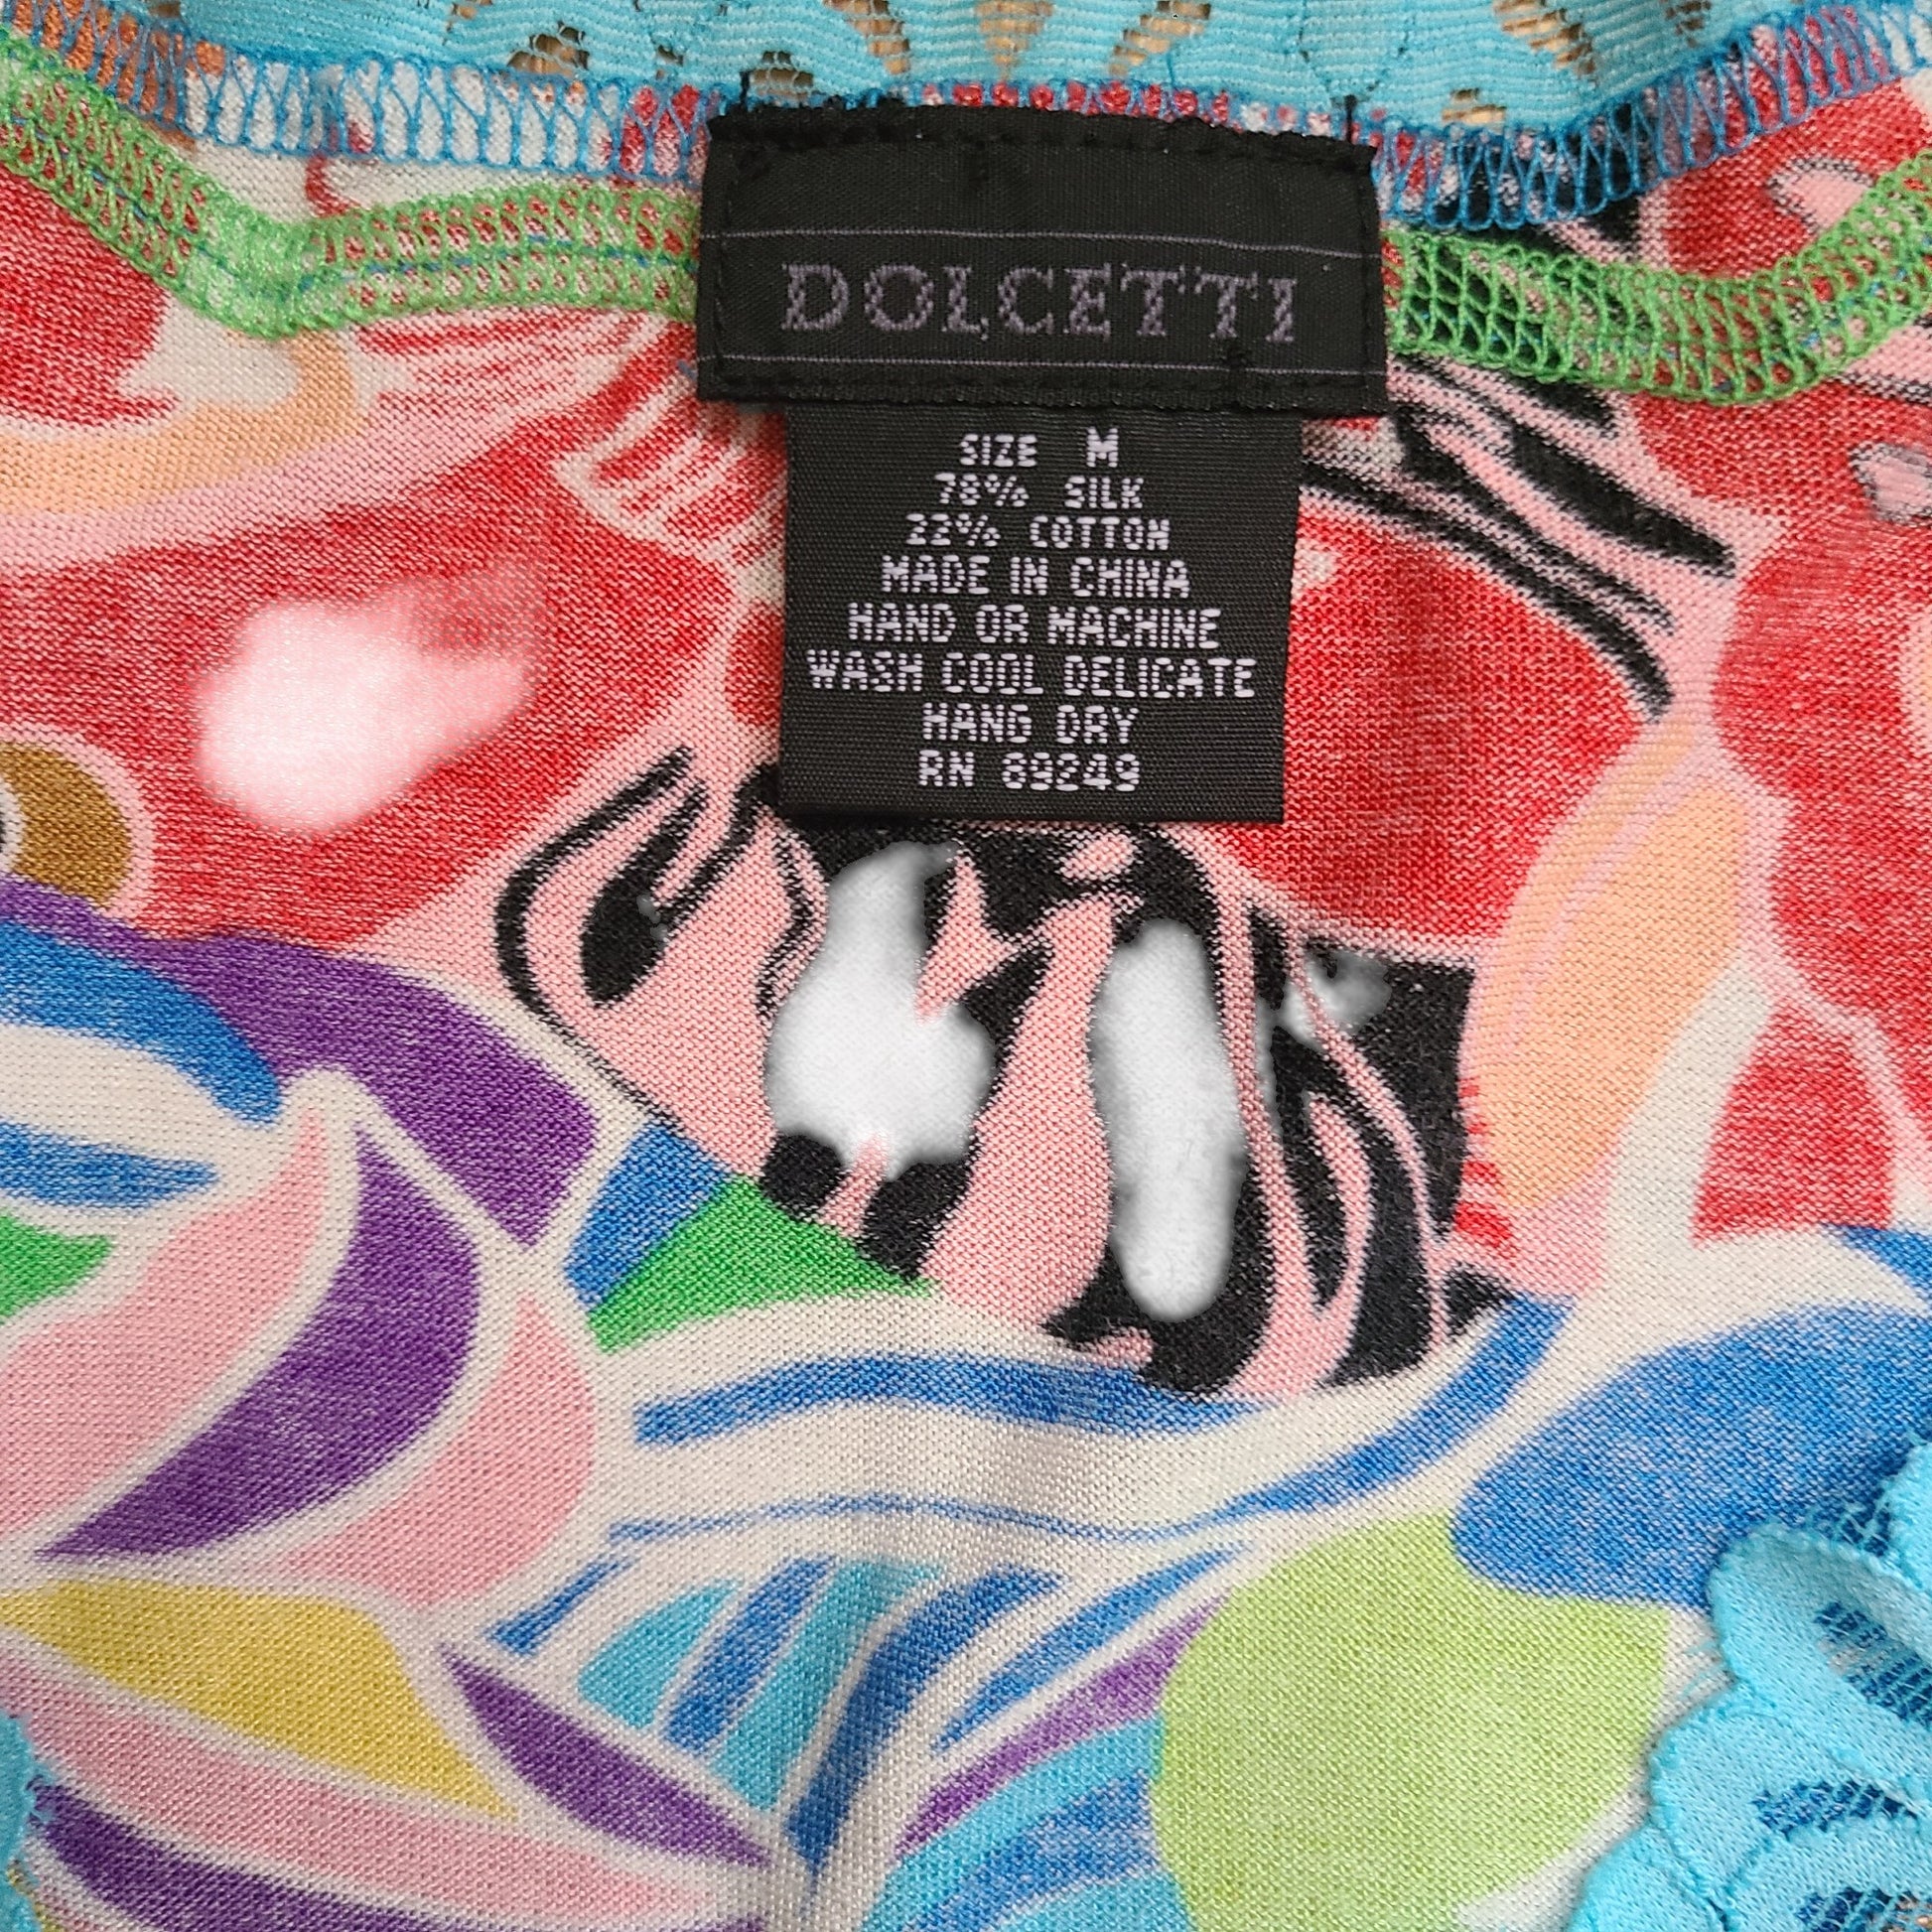 DOLCETTI
SIZE M
78% SILK
22% COTTON
MADE IN CHINA
HAND OR MACHINE
WASH COOL DELICATE
HANG DRY
RN 89249